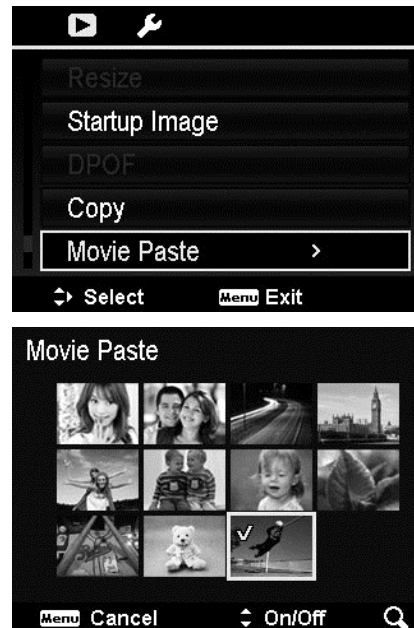 Resize
Startup Image
DPOF
Copy
Movie Paste >
Select Menu Exit
Movie Paste
Menu Cancel On/Off